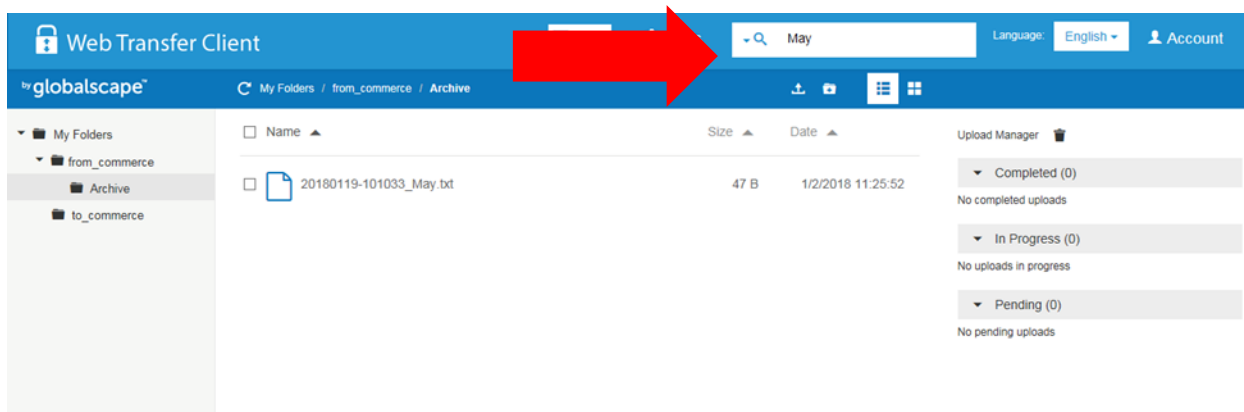 Web Transfer Client
May
Language:
English
Account
by globalscape™
My Folders / from_commerce / Archive
My Folders
from_commerce
Archive
to_commerce
Name
Size
Date
20180119-101033_May.txt
47 B
1/2/2018 11:25:52
Upload Manager
Completed (0)
No completed uploads
In Progress (0)
No uploads in progress
Pending (0)
No pending uploads